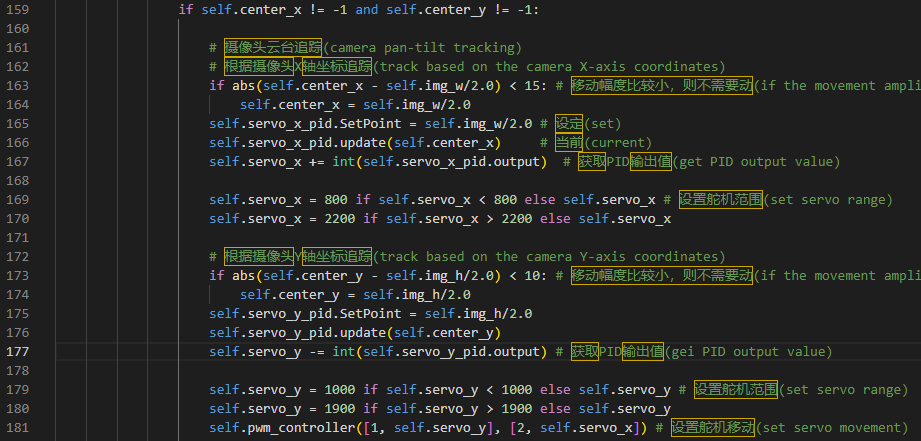 159 if self.center_x != -1 and self.center_y != -1:
160
161 # 摄像头云台追踪(camera pan-tilt tracking)
162 # 根据摄像头X轴坐标追踪(track based on the camera X-axis coordinates)
163 if abs(self.center_x - self.img_w/2.0) < 15: # 移动幅度比较小，则不需要动(if the movement ampli
164 self.center_x = self.img_w/2.0
165 self.servo_x_pid.SetPoint = self.img_w/2.0 # 设定(set)
166 self.servo_x_pid.update(self.center_x) # 当前(current)
167 self.servo_x += int(self.servo_x_pid.output) # 获取PID输出值(get PID output value)
168
169 self.servo_x = 800 if self.servo_x < 800 else self.servo_x # 设置舵机范围(set servo range)
170 self.servo_x = 2200 if self.servo_x > 2200 else self.servo_x
171
172 # 根据摄像头Y轴坐标追踪(track based on the camera Y-axis coordinates)
173 if abs(self.center_y - self.img_h/2.0) < 10: # 移动幅度比较小，则不需要动(if the movement ampli
174 self.center_y = self.img_h/2.0
175 self.servo_y_pid.SetPoint = self.img_h/2.0
176 self.servo_y_pid.update(self.center_y)
177 self.servo_y -= int(self.servo_y_pid.output) # 获取PID输出值(gei PID output value)
178
179 self.servo_y = 1000 if self.servo_y < 1000 else self.servo_y # 设置舵机范围(set servo range)
180 self.servo_y = 1900 if self.servo_y > 1900 else self.servo_y
181 self.pwm_controller([1, self.servo_y], [2, self.servo_x]) # 设置舵机移动(set servo movement)